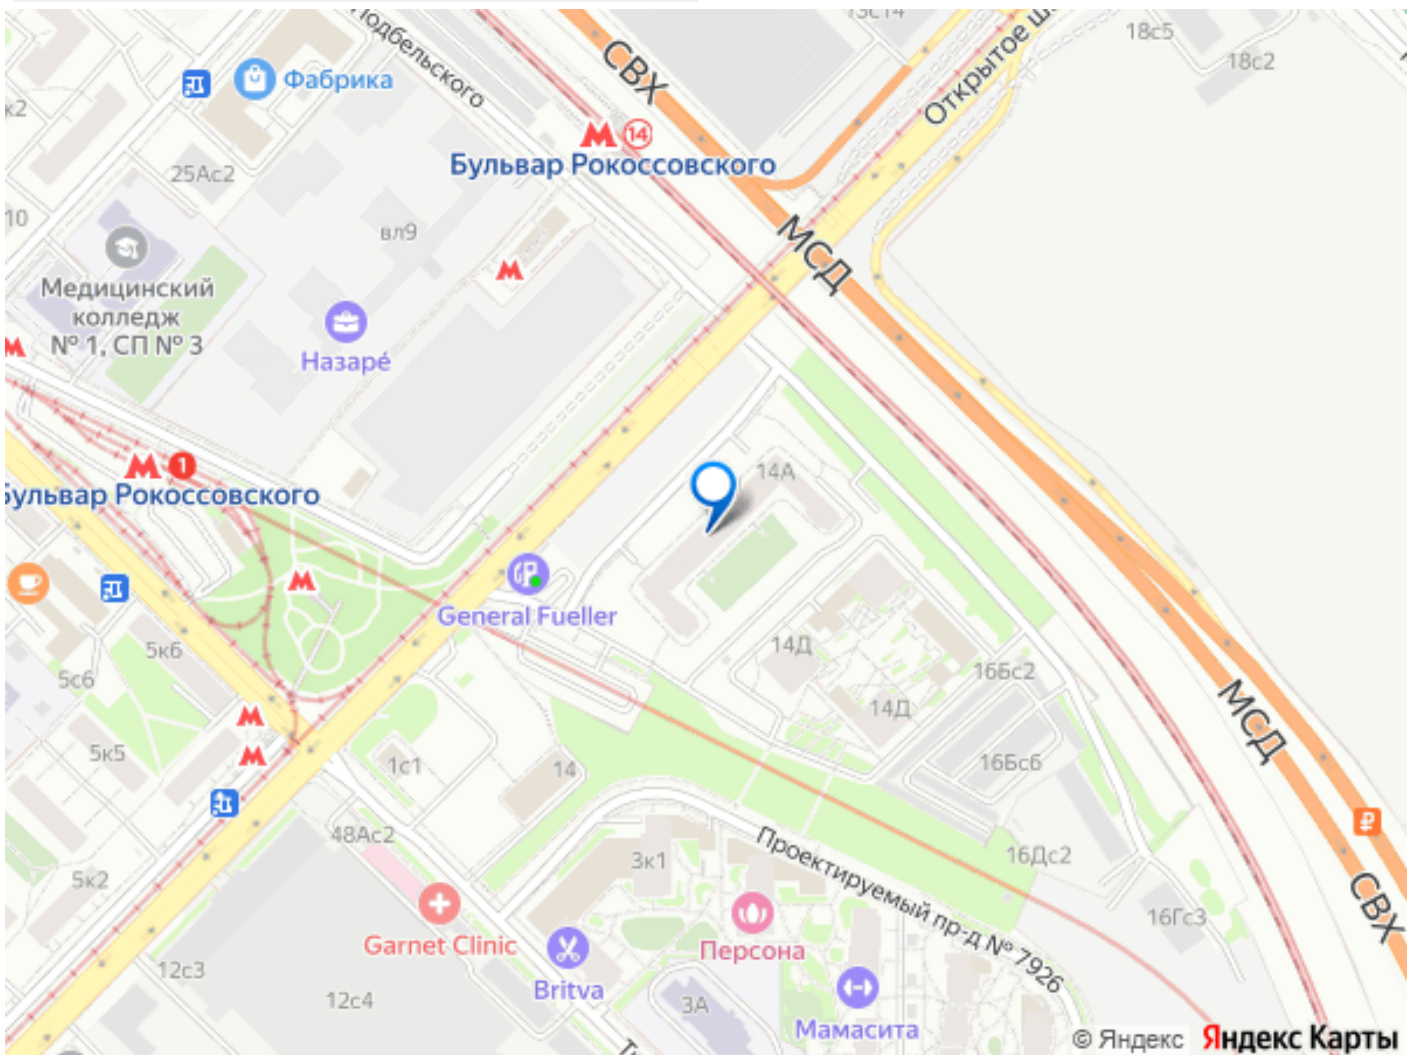 13с14
18с5
18с2
Открытое ш.
СВХ
Подбельского
Фабрика
к2
14
Бульвар Рокоссовского
25Ас2
10
вл9
МСД
Медицинский
колледж
№ 1, СП № 3
Назаре́
1
Бульвар Рокоссовского
14А
General Fueller
5к6
5с6
5к5
14Д
14Д
16Бс2
МСД
16Бс6
1с1
14
48Ас2
3к1
Проектируемый пр-д № 7926
16Дс2
5к2
СВХ
16Гс3
Garnet Clinic
Персона
12с3
12с4
Britva
3А
Мамасита
© Яндекс Яндекс Карты